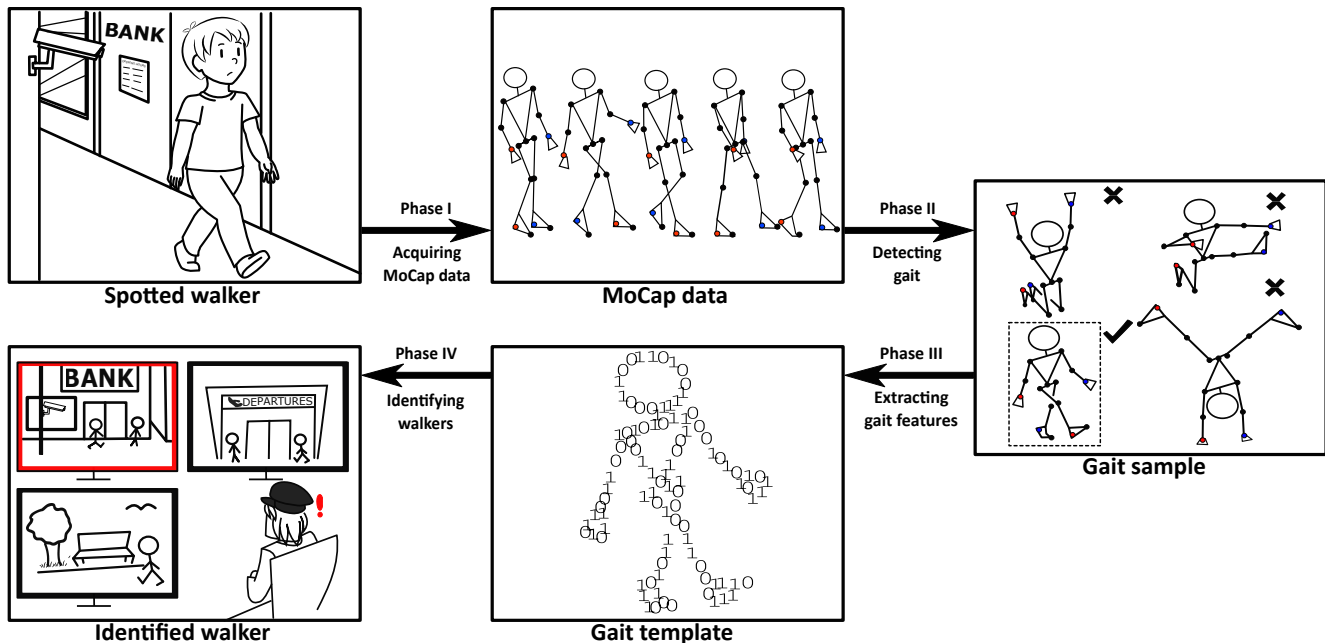 BANK
Spotted walker
Phase I
Acquiring
MoCap data
MoCap data
Phase II
Detecting
gait
Gait sample
Phase III
Extracting
gait features
Gait template
Phase IV
Identifying
walkers
BANK
DEPARTURES
!
Identified walker